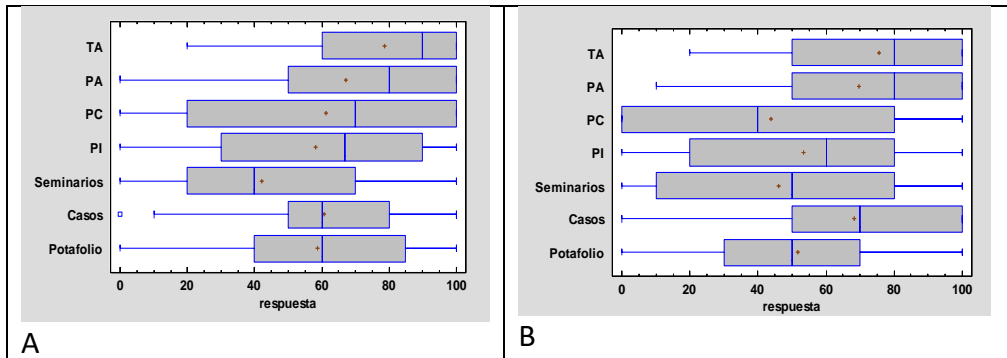 TA
PA
PC
PI
Seminarios
Casos
Potafolio
0 20 40 60 80 100
respuesta
A
TA
PA
PC
PI
Seminarios
Casos
Potafolio
0 20 40 60 80 100
respuesta
B